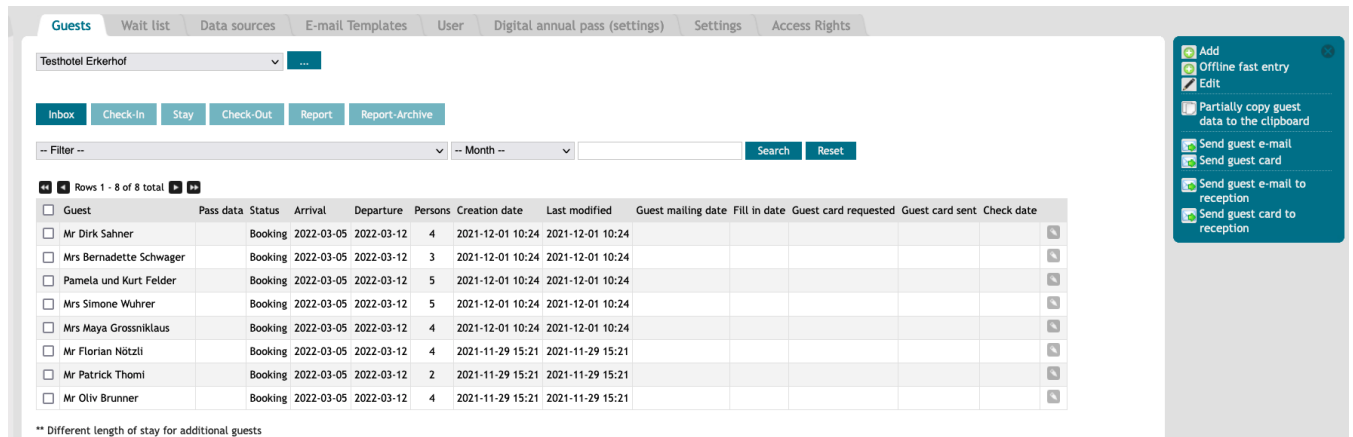 Guests Wait list Data sources E-mail Templates User Digital annual pass (settings) Settings Access Rights
Testhotel Erkerhof ...
Inbox Check-In Stay Check-Out Report Report-Archive
-- Filter -- -- Month -- Search Reset
Rows 1 - 8 of 8 total
Guest Pass data Status Arrival Departure Persons Creation date Last modified Guest mailing date Fill in date Guest card requested Guest card sent Check date
Mr Dirk Sahner Booking 2022-03-05 2022-03-12 4 2021-12-01 10:24 2021-12-01 10:24
Mrs Bernadette Schwager Booking 2022-03-05 2022-03-12 3 2021-12-01 10:24 2021-12-01 10:24
Pamela und Kurt Felder Booking 2022-03-05 2022-03-12 5 2021-12-01 10:24 2021-12-01 10:24
Mrs Simone Wuhrer Booking 2022-03-05 2022-03-12 5 2021-12-01 10:24 2021-12-01 10:24
Mrs Maya Grossniklaus Booking 2022-03-05 2022-03-12 4 2021-12-01 10:24 2021-12-01 10:24
Mr Florian Nötzli Booking 2022-03-05 2022-03-12 4 2021-11-29 15:21 2021-11-29 15:21
Mr Patrick Thomi Booking 2022-03-05 2022-03-12 2 2021-11-29 15:21 2021-11-29 15:21
Mr Oliv Brunner Booking 2022-03-05 2022-03-12 4 2021-11-29 15:21 2021-11-29 15:21
** Different length of stay for additional guests
Add
Offline fast entry
Edit
Partially copy guest
data to the clipboard
Send guest e-mail
Send guest card
Send guest e-mail to
reception
Send guest card to
reception